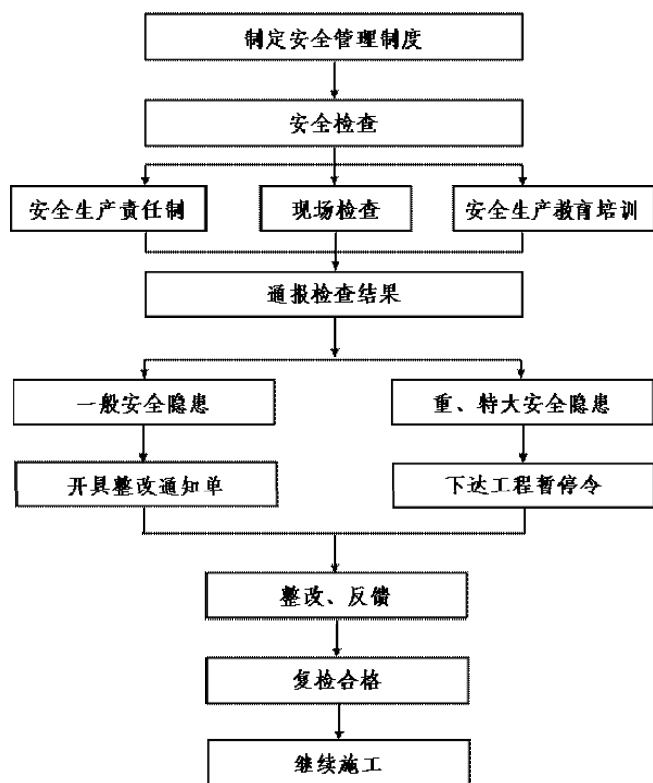 制定安全管理制度
安全检查
安全生产责任制
现场检查
安全生产教育培训
通报检查结果
一般安全隐患
重、特大安全隐患
开具整改通知单
下达工程暂停令
整改、反馈
复检合格
继续施工